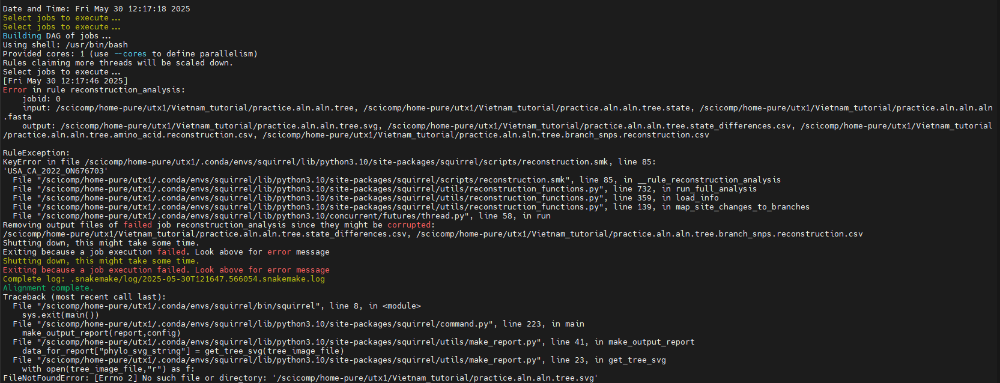 Date and Time: Fri May 30 12:17:18 2025
Select jobs to execute...
Select jobs to execute...
Building DAG of jobs...
Using shell: /usr/bin/bash
Provided cores: 1 (use --cores to define parallelism)
Rules claiming more threads will be scaled down.
Select jobs to execute...
[Fri May 30 12:17:46 2025]
Error in rule reconstruction_analysis:
    jobid: 0
    input: /scicomp/home-pure/utx1/Vietnam_tutorial/practice.aln.aln.tree, /scicomp/home-pure/utx1/Vietnam_tutorial/practice.aln.aln.tree.state, /scicomp/home-pure/utx1/Vietnam_tutorial/practice.aln.aln.aln
.fasta
    output: /scicomp/home-pure/utx1/Vietnam_tutorial/practice.aln.aln.tree.svg, /scicomp/home-pure/utx1/Vietnam_tutorial/practice.aln.aln.tree.state_differences.csv, /scicomp/home-pure/utx1/Vietnam_tutorial
/practice.aln.aln.tree.amino_acid.reconstruction.csv, /scicomp/home-pure/utx1/Vietnam_tutorial/practice.aln.aln.tree.branch_snps.reconstruction.csv

RuleException:
KeyError in file /scicomp/home-pure/utx1/.conda/envs/squirrel/lib/python3.10/site-packages/squirrel/scripts/reconstruction.smk, line 85:
'USA_CA_2022_ON676703'
  File "/scicomp/home-pure/utx1/.conda/envs/squirrel/lib/python3.10/site-packages/squirrel/scripts/reconstruction.smk", line 85, in __rule_reconstruction_analysis
  File "/scicomp/home-pure/utx1/.conda/envs/squirrel/lib/python3.10/site-packages/squirrel/utils/reconstruction_functions.py", line 732, in run_full_analysis
  File "/scicomp/home-pure/utx1/.conda/envs/squirrel/lib/python3.10/site-packages/squirrel/utils/reconstruction_functions.py", line 359, in load_info
  File "/scicomp/home-pure/utx1/.conda/envs/squirrel/lib/python3.10/site-packages/squirrel/utils/reconstruction_functions.py", line 139, in map_site_changes_to_branches
  File "/scicomp/home-pure/utx1/.conda/envs/squirrel/lib/python3.10/concurrent/futures/thread.py", line 58, in run
Removing output files of failed job reconstruction_analysis since they might be corrupted:
/scicomp/home-pure/utx1/Vietnam_tutorial/practice.aln.aln.tree.state_differences.csv, /scicomp/home-pure/utx1/Vietnam_tutorial/practice.aln.aln.tree.branch_snps.reconstruction.csv
Shutting down, this might take some time.
Exiting because a job execution failed. Look above for error message
Shutting down, this might take some time.
Exiting because a job execution failed. Look above for error message
Complete log: .snakemake/log/2025-05-30T121647.566054.snakemake.log
Alignment complete.
Traceback (most recent call last):
  File "/scicomp/home-pure/utx1/.conda/envs/squirrel/bin/squirrel", line 8, in <module>
    sys.exit(main())
  File "/scicomp/home-pure/utx1/.conda/envs/squirrel/lib/python3.10/site-packages/squirrel/command.py", line 223, in main
    make_output_report(report,config)
  File "/scicomp/home-pure/utx1/.conda/envs/squirrel/lib/python3.10/site-packages/squirrel/utils/make_report.py", line 41, in make_output_report
    data_for_report["phylo_svg_string"] = get_tree_svg(tree_image_file)
  File "/scicomp/home-pure/utx1/.conda/envs/squirrel/lib/python3.10/site-packages/squirrel/utils/make_report.py", line 23, in get_tree_svg
    with open(tree_image_file,"r") as f:
FileNotFoundError: [Errno 2] No such file or directory: '/scicomp/home-pure/utx1/Vietnam_tutorial/practice.aln.aln.tree.svg'